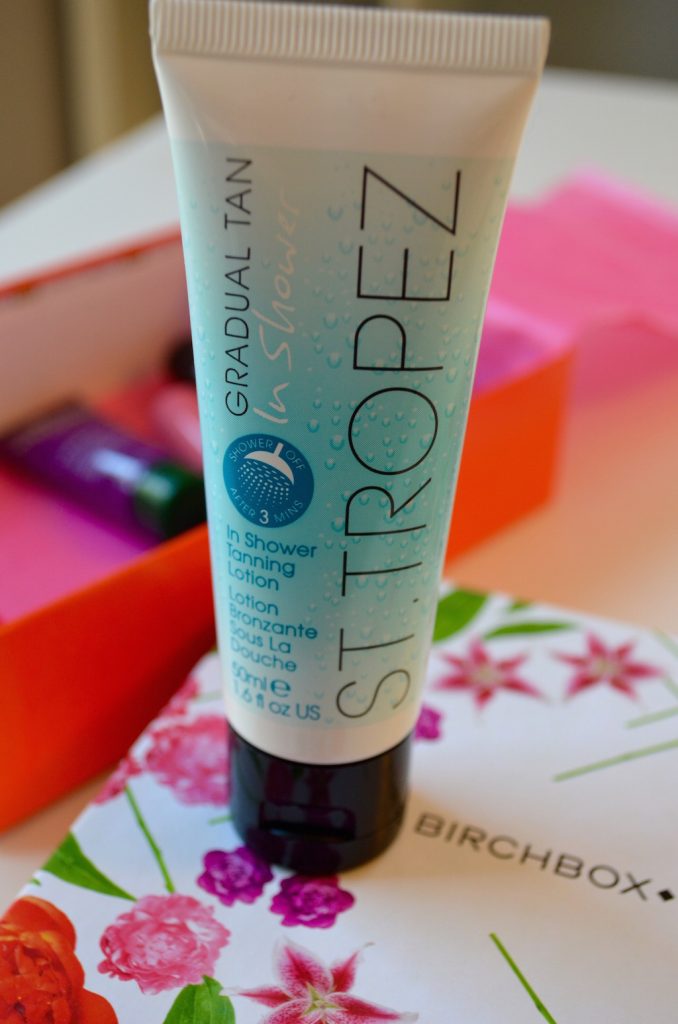 GRADUAL TAN
In Shower
ST.TROPEZ
SHOWER OFF
AFTER 3 MINS
In Shower
Tanning
Lotion
Lotion
Bronzante
Sous La
Douche
50ml e
1.6 fl oz US
BIRCHBOX